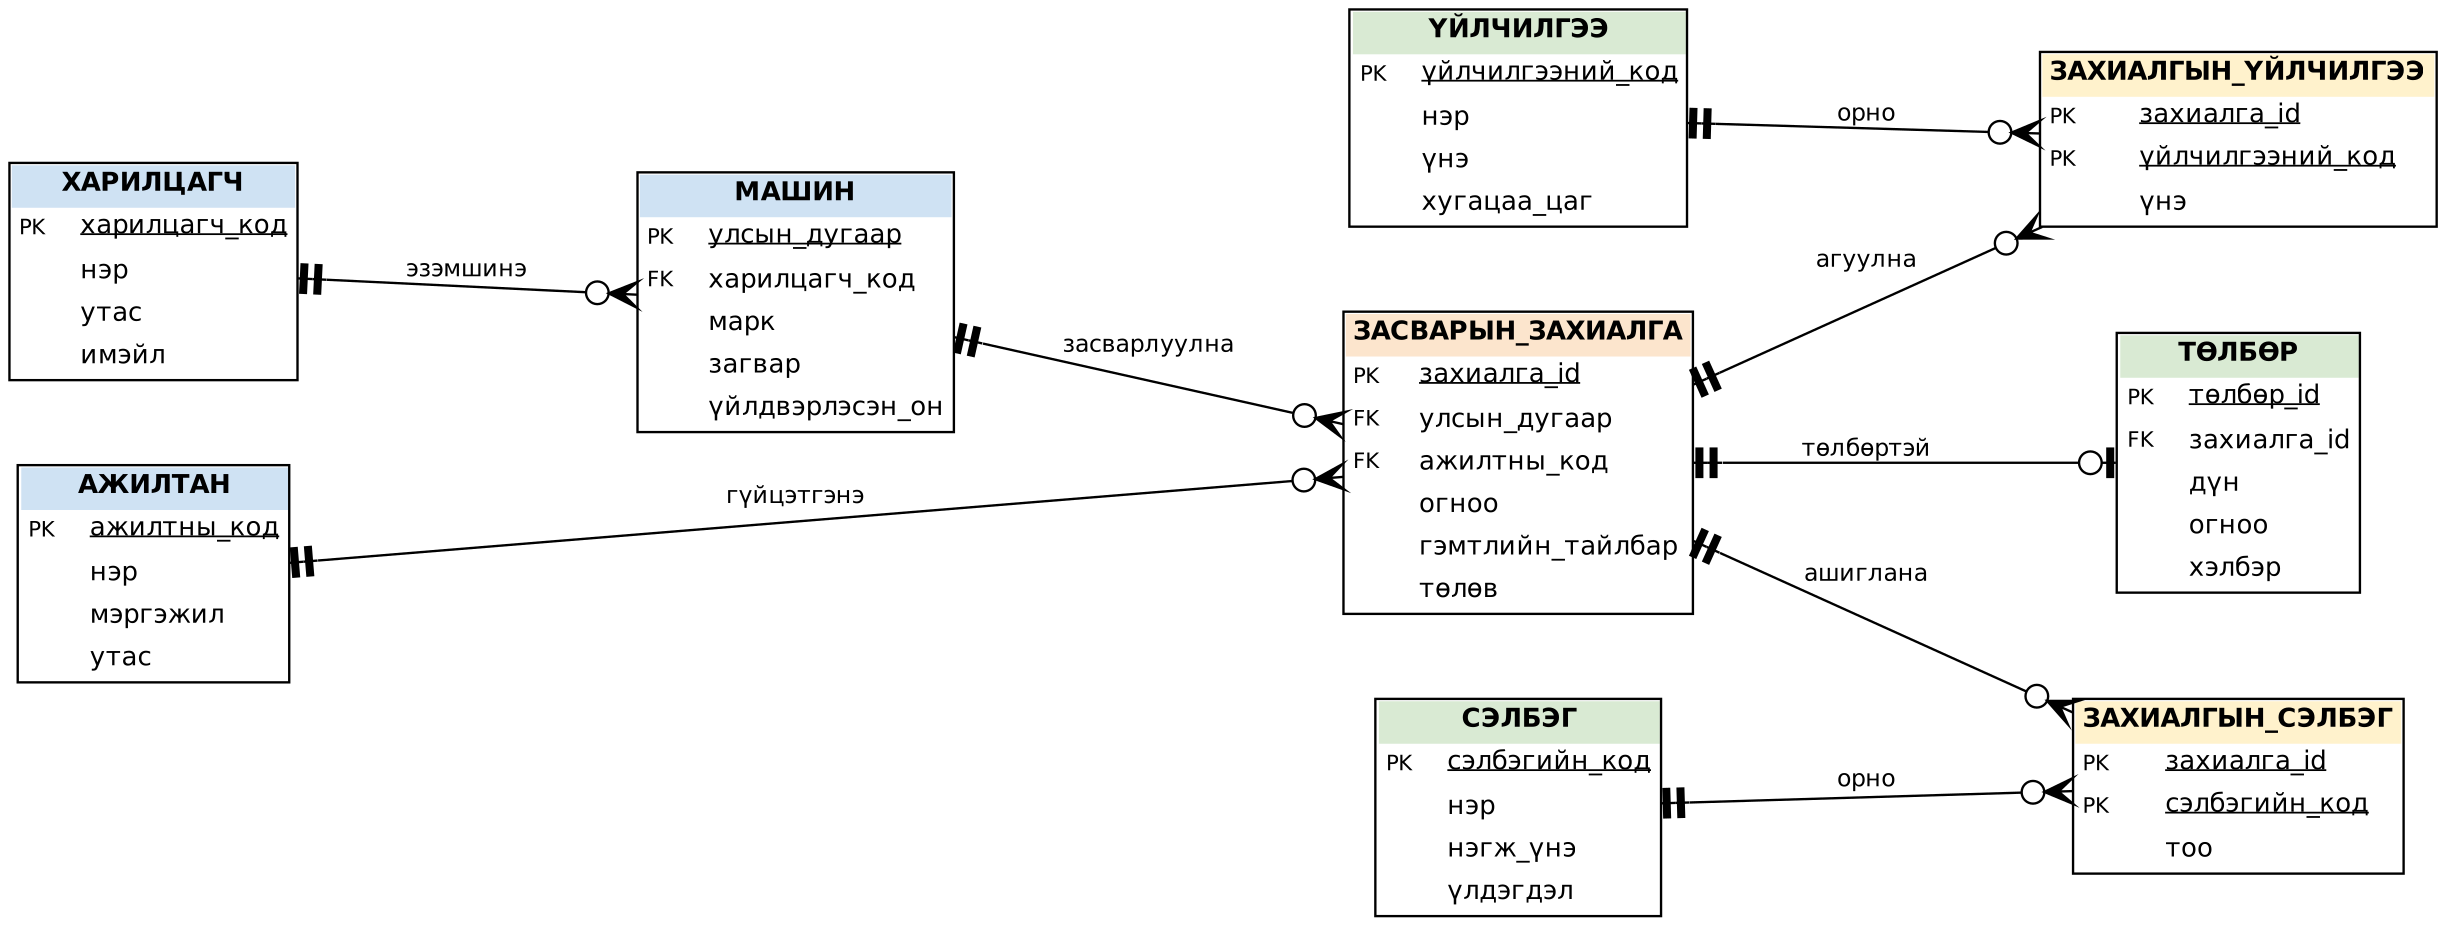 ХАРИЛЦАГЧ
PK харилцагч_код
нэр
утас
имэйл
эзэмшинэ
МАШИН
PK улсын_дугаар
FK харилцагч_код
марк
загвар
үйлдвэрлэсэн_он
засварлуулна
АЖИЛТАН
PK ажилтны_код
нэр
мэргэжил
утас
гүйцэтгэнэ
ҮЙЛЧИЛГЭЭ
PK үйлчилгээний_код
нэр
үнэ
хугацаа_цаг
орно
ЗАСВАРЫН_ЗАХИАЛГА
PK захиалга_id
FK улсын_дугаар
FK ажилтны_код
огноо
гэмтлийн_тайлбар
төлөв
агуулна
төлбөртэй
ашиглана
СЭЛБЭГ
PK сэлбэгийн_код
нэр
нэгж_үнэ
үлдэгдэл
орно
ЗАХИАЛГЫН_ҮЙЛЧИЛГЭЭ
PK захиалга_id
PK үйлчилгээний_код
үнэ
ТӨЛБӨР
PK төлбөр_id
FK захиалга_id
дүн
огноо
хэлбэр
ЗАХИАЛГЫН_СЭЛБЭГ
PK захиалга_id
PK сэлбэгийн_код
тоо